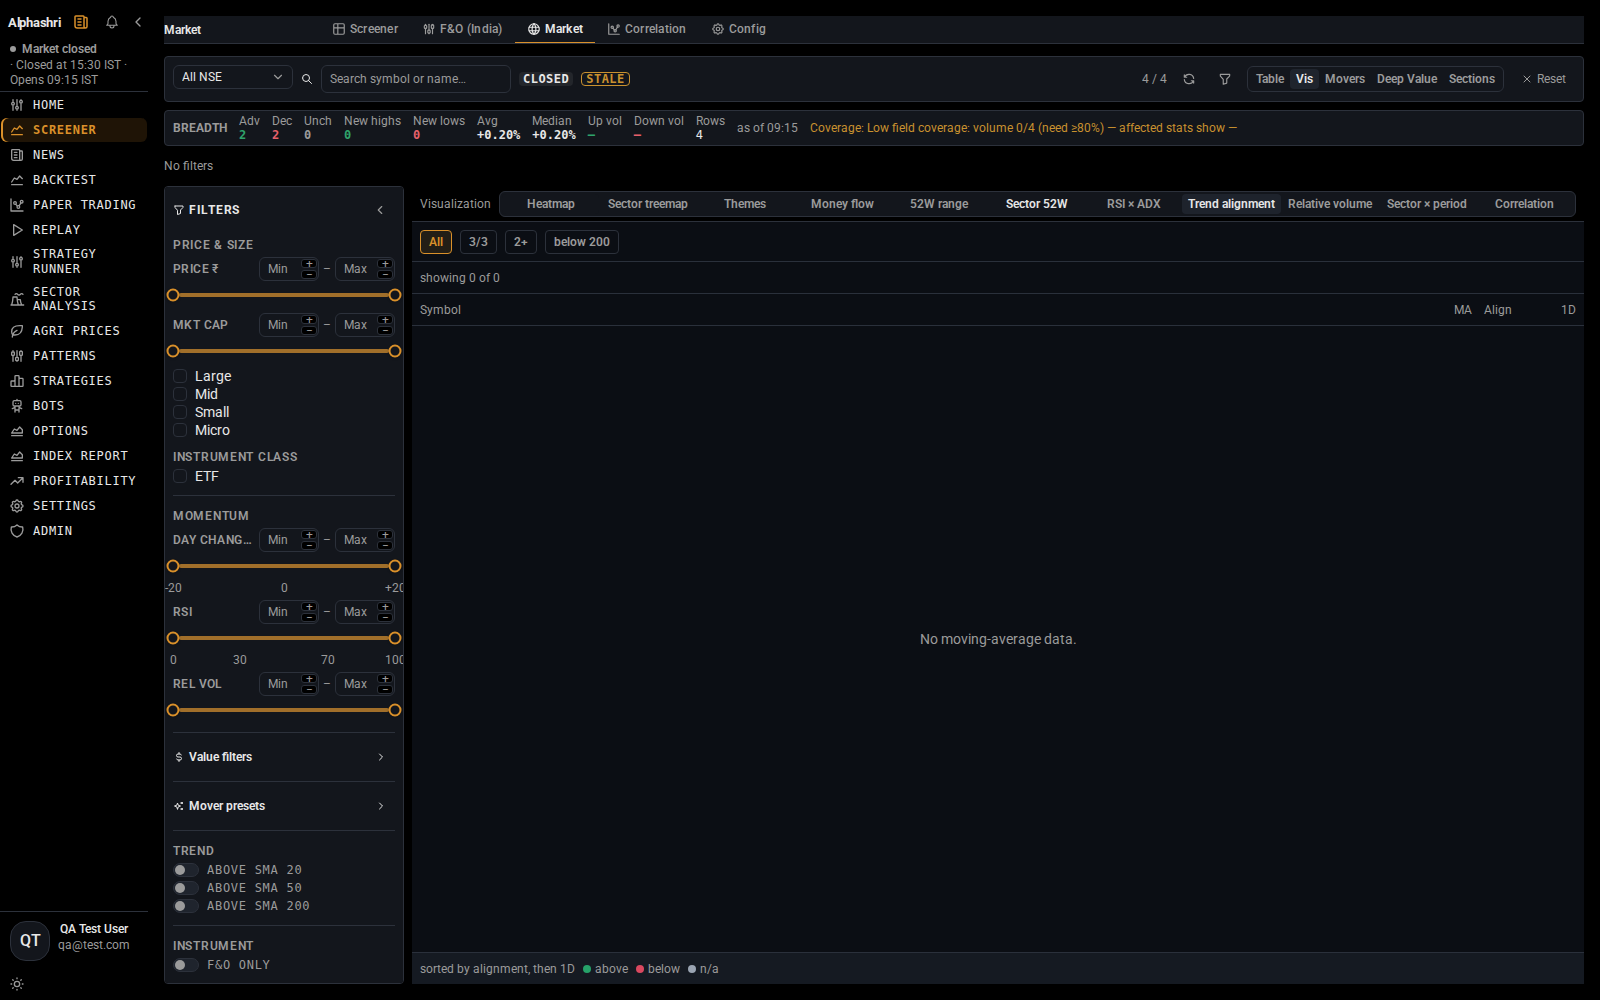 Alphashri
Market closed
· Closed at 15:30 IST ·
Opens 09:15 IST
HOME
SCREENER
NEWS
BACKTEST
PAPER TRADING
REPLAY
STRATEGY
RUNNER
SECTOR
ANALYSIS
AGRI PRICES
PATTERNS
STRATEGIES
BOTS
OPTIONS
INDEX REPORT
PROFITABILITY
SETTINGS
ADMIN
QT
QA Test User
qa@test.com
Market
Screener
F&O (India)
Market
Correlation
Config
All NSE
Search symbol or name...
CLOSED
STALE
4 / 4
Table
Vis
Movers
Deep Value
Sections
Reset
BREADTH
Adv
2
Dec
2
Unch
0
New highs
0
New lows
0
Avg
+0.20%
Median
+0.20%
Up vol
—
Down vol
—
Rows
4
as of 09:15
Coverage: Low field coverage: volume 0/4 (need ≥80%) — affected stats show —
No filters
FILTERS
PRICE & SIZE
PRICE ₹
Min
–
Max
MKT CAP
Min
–
Max
Large
Mid
Small
Micro
INSTRUMENT CLASS
ETF
MOMENTUM
DAY CHANG...
Min
–
Max
-20
0
+20
RSI
Min
–
Max
0
30
70
100
REL VOL
Min
–
Max
Value filters
Mover presets
TREND
ABOVE SMA 20
ABOVE SMA 50
ABOVE SMA 200
INSTRUMENT
F&O ONLY
Visualization
Heatmap
Sector treemap
Themes
Money flow
52W range
Sector 52W
RSI × ADX
Trend alignment
Relative volume
Sector × period
Correlation
All
3/3
2+
below 200
showing 0 of 0
Symbol
MA
Align
1D
No moving-average data.
sorted by alignment, then 1D
above
below
n/a